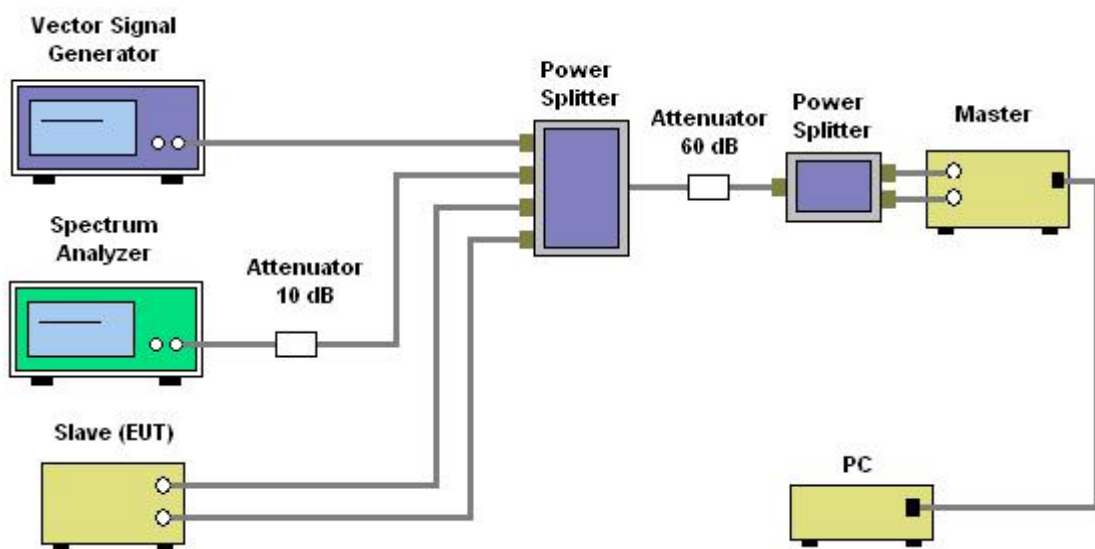 Vector Signal
Generator
Power
Splitter
Attenuator
60 dB
Power
Splitter
Master
Spectrum
Analyzer
Attenuator
10 dB
Slave (EUT)
PC